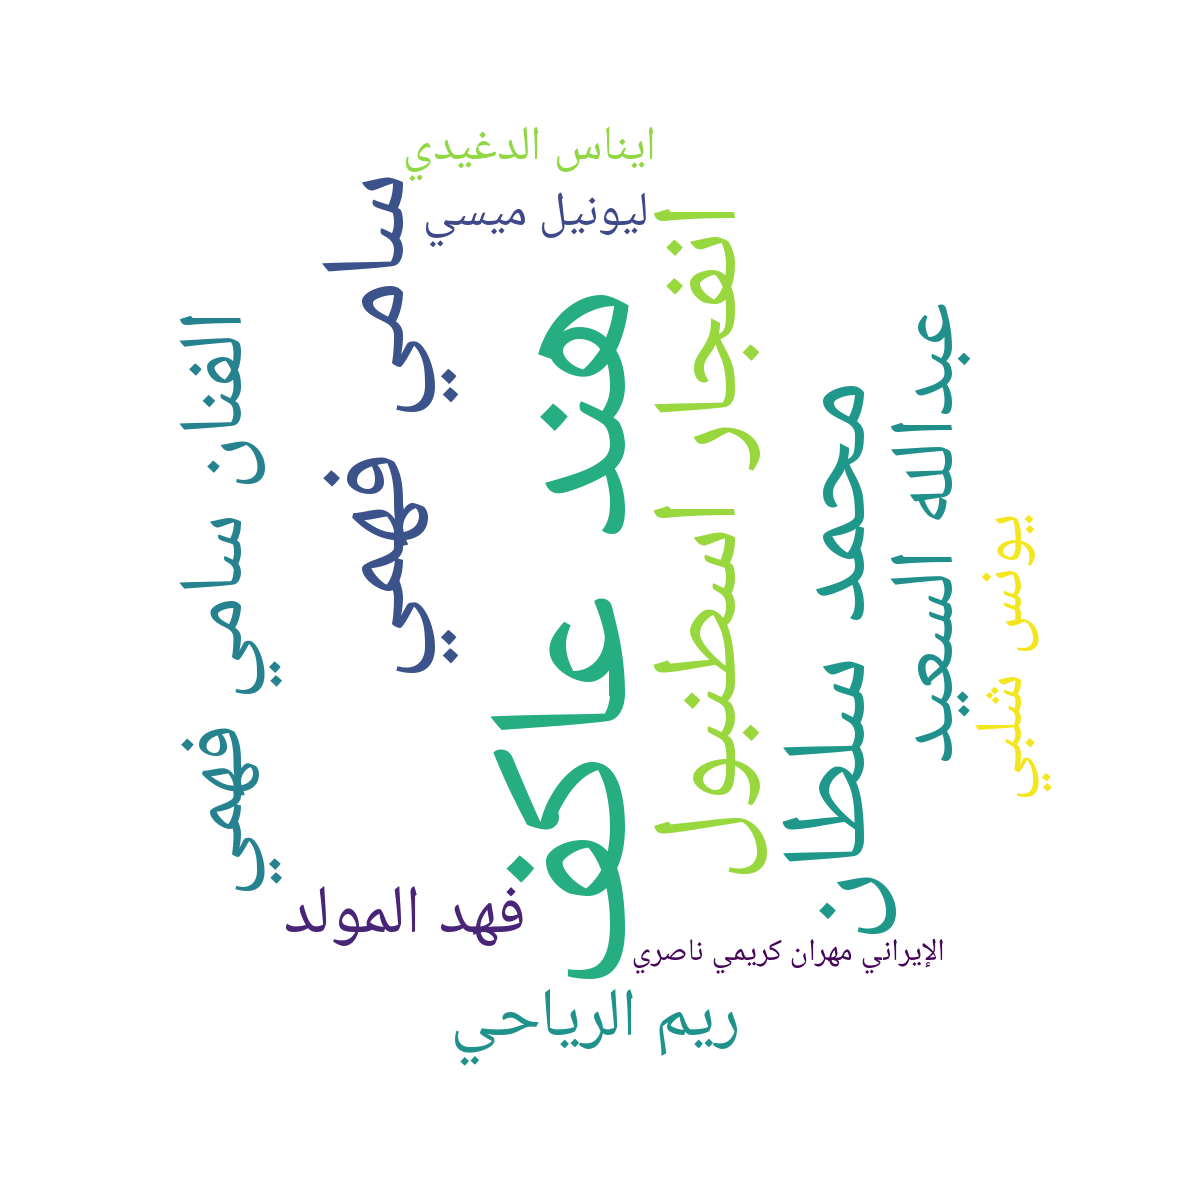 ايناس الدغيدي
ليونيل ميسي
سامي فهمي
الفنان سامي فهمي
هند عاكف
انفجار اسطنبول
محمد سلطان
عبدالله السعيد
يونس شلبي
فهد المولد
الإيراني مهران كريمي ناصري
ريم الرياحي